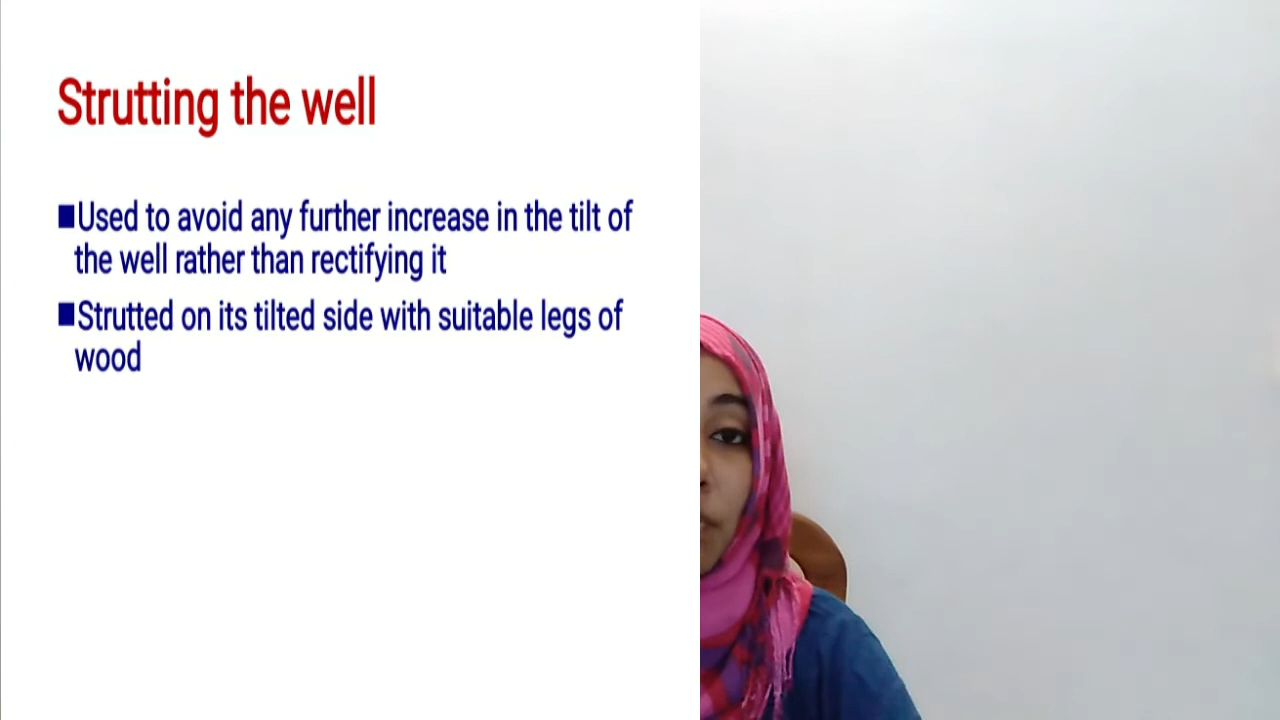 Strutting the well
■Used to avoid any further increase in the tilt of
the well rather than rectifying it
■Strutted on its tilted side with suitable legs of
wood